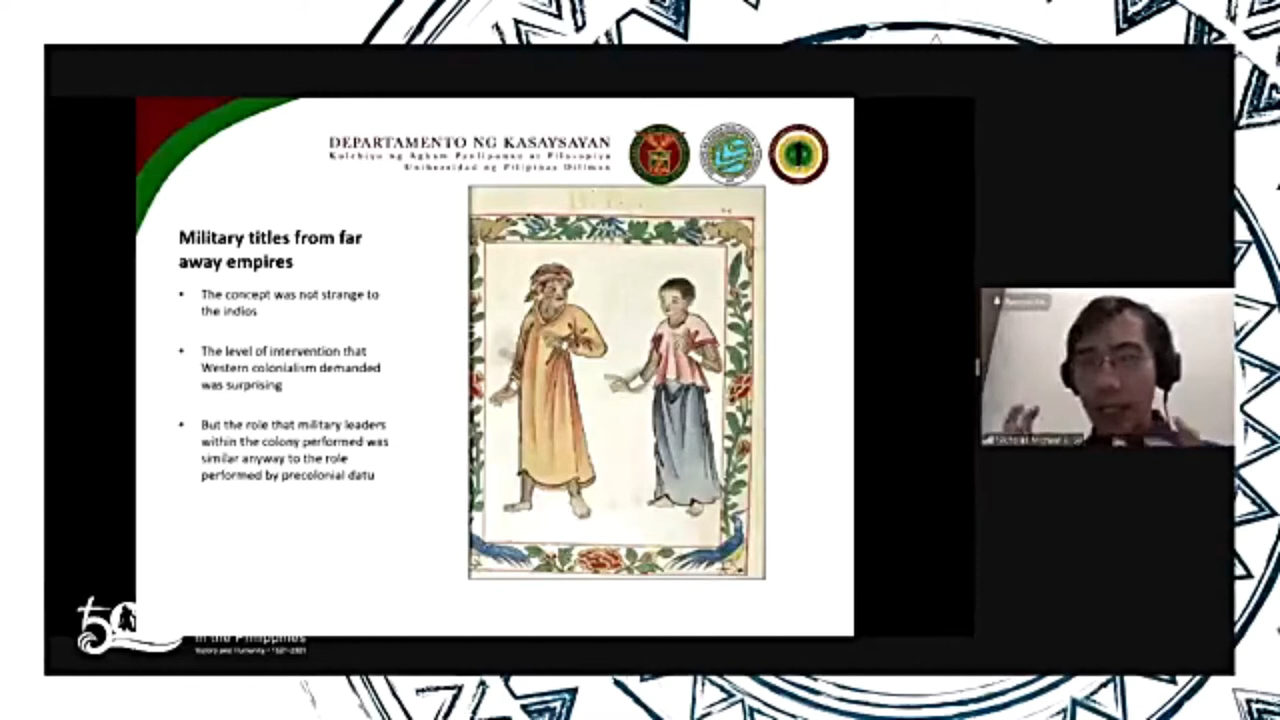 DEPARTAMENTO NG KASAYSAYAN
Kolehiyo ng Agham Panlipunan at Pilosopiya
Unibersidad ng Pilipinas Diliman
Military titles from far
away empires
• The concept was not strange to
the indios
• The level of intervention that
Western colonialism demanded
was surprising
• But the role that military leaders
within the colony performed was
similar anyway to the role
performed by precolonial datu
50
in the Philippines
Victory and Humanity • 1521-2021